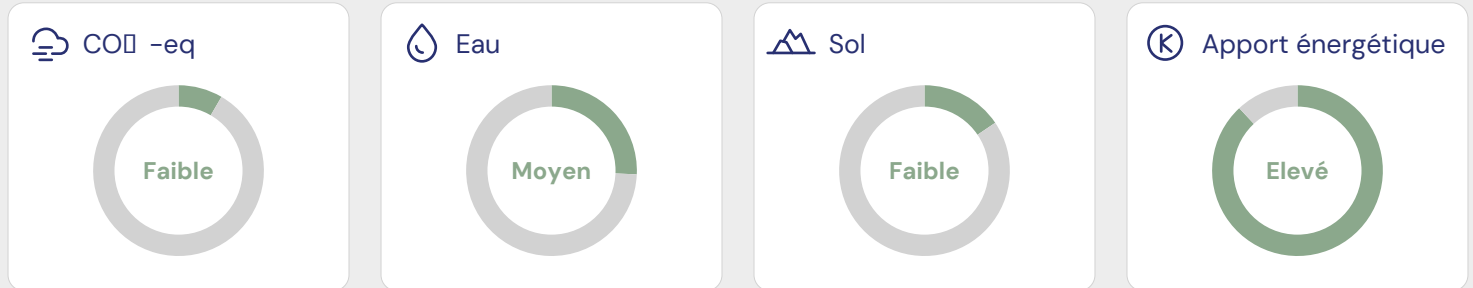 CO▯ -eq
Faible
Eau
Moyen
Sol
Faible
Apport énergétique
Elevé